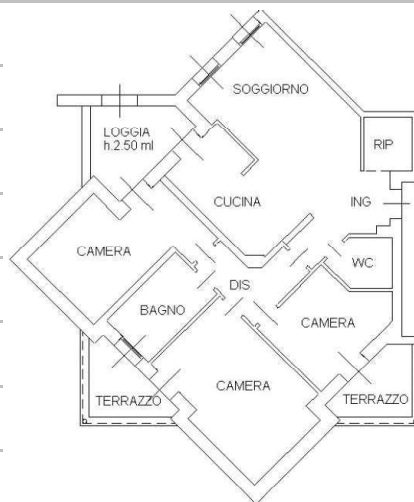 SOGGIORNO
LOGGIA
h.2.50 ml
RIP
CUCINA
ING
CAMERA
WC
DIS
BAGNO
CAMERA
CAMERA
TERRAZZO
TERRAZZO